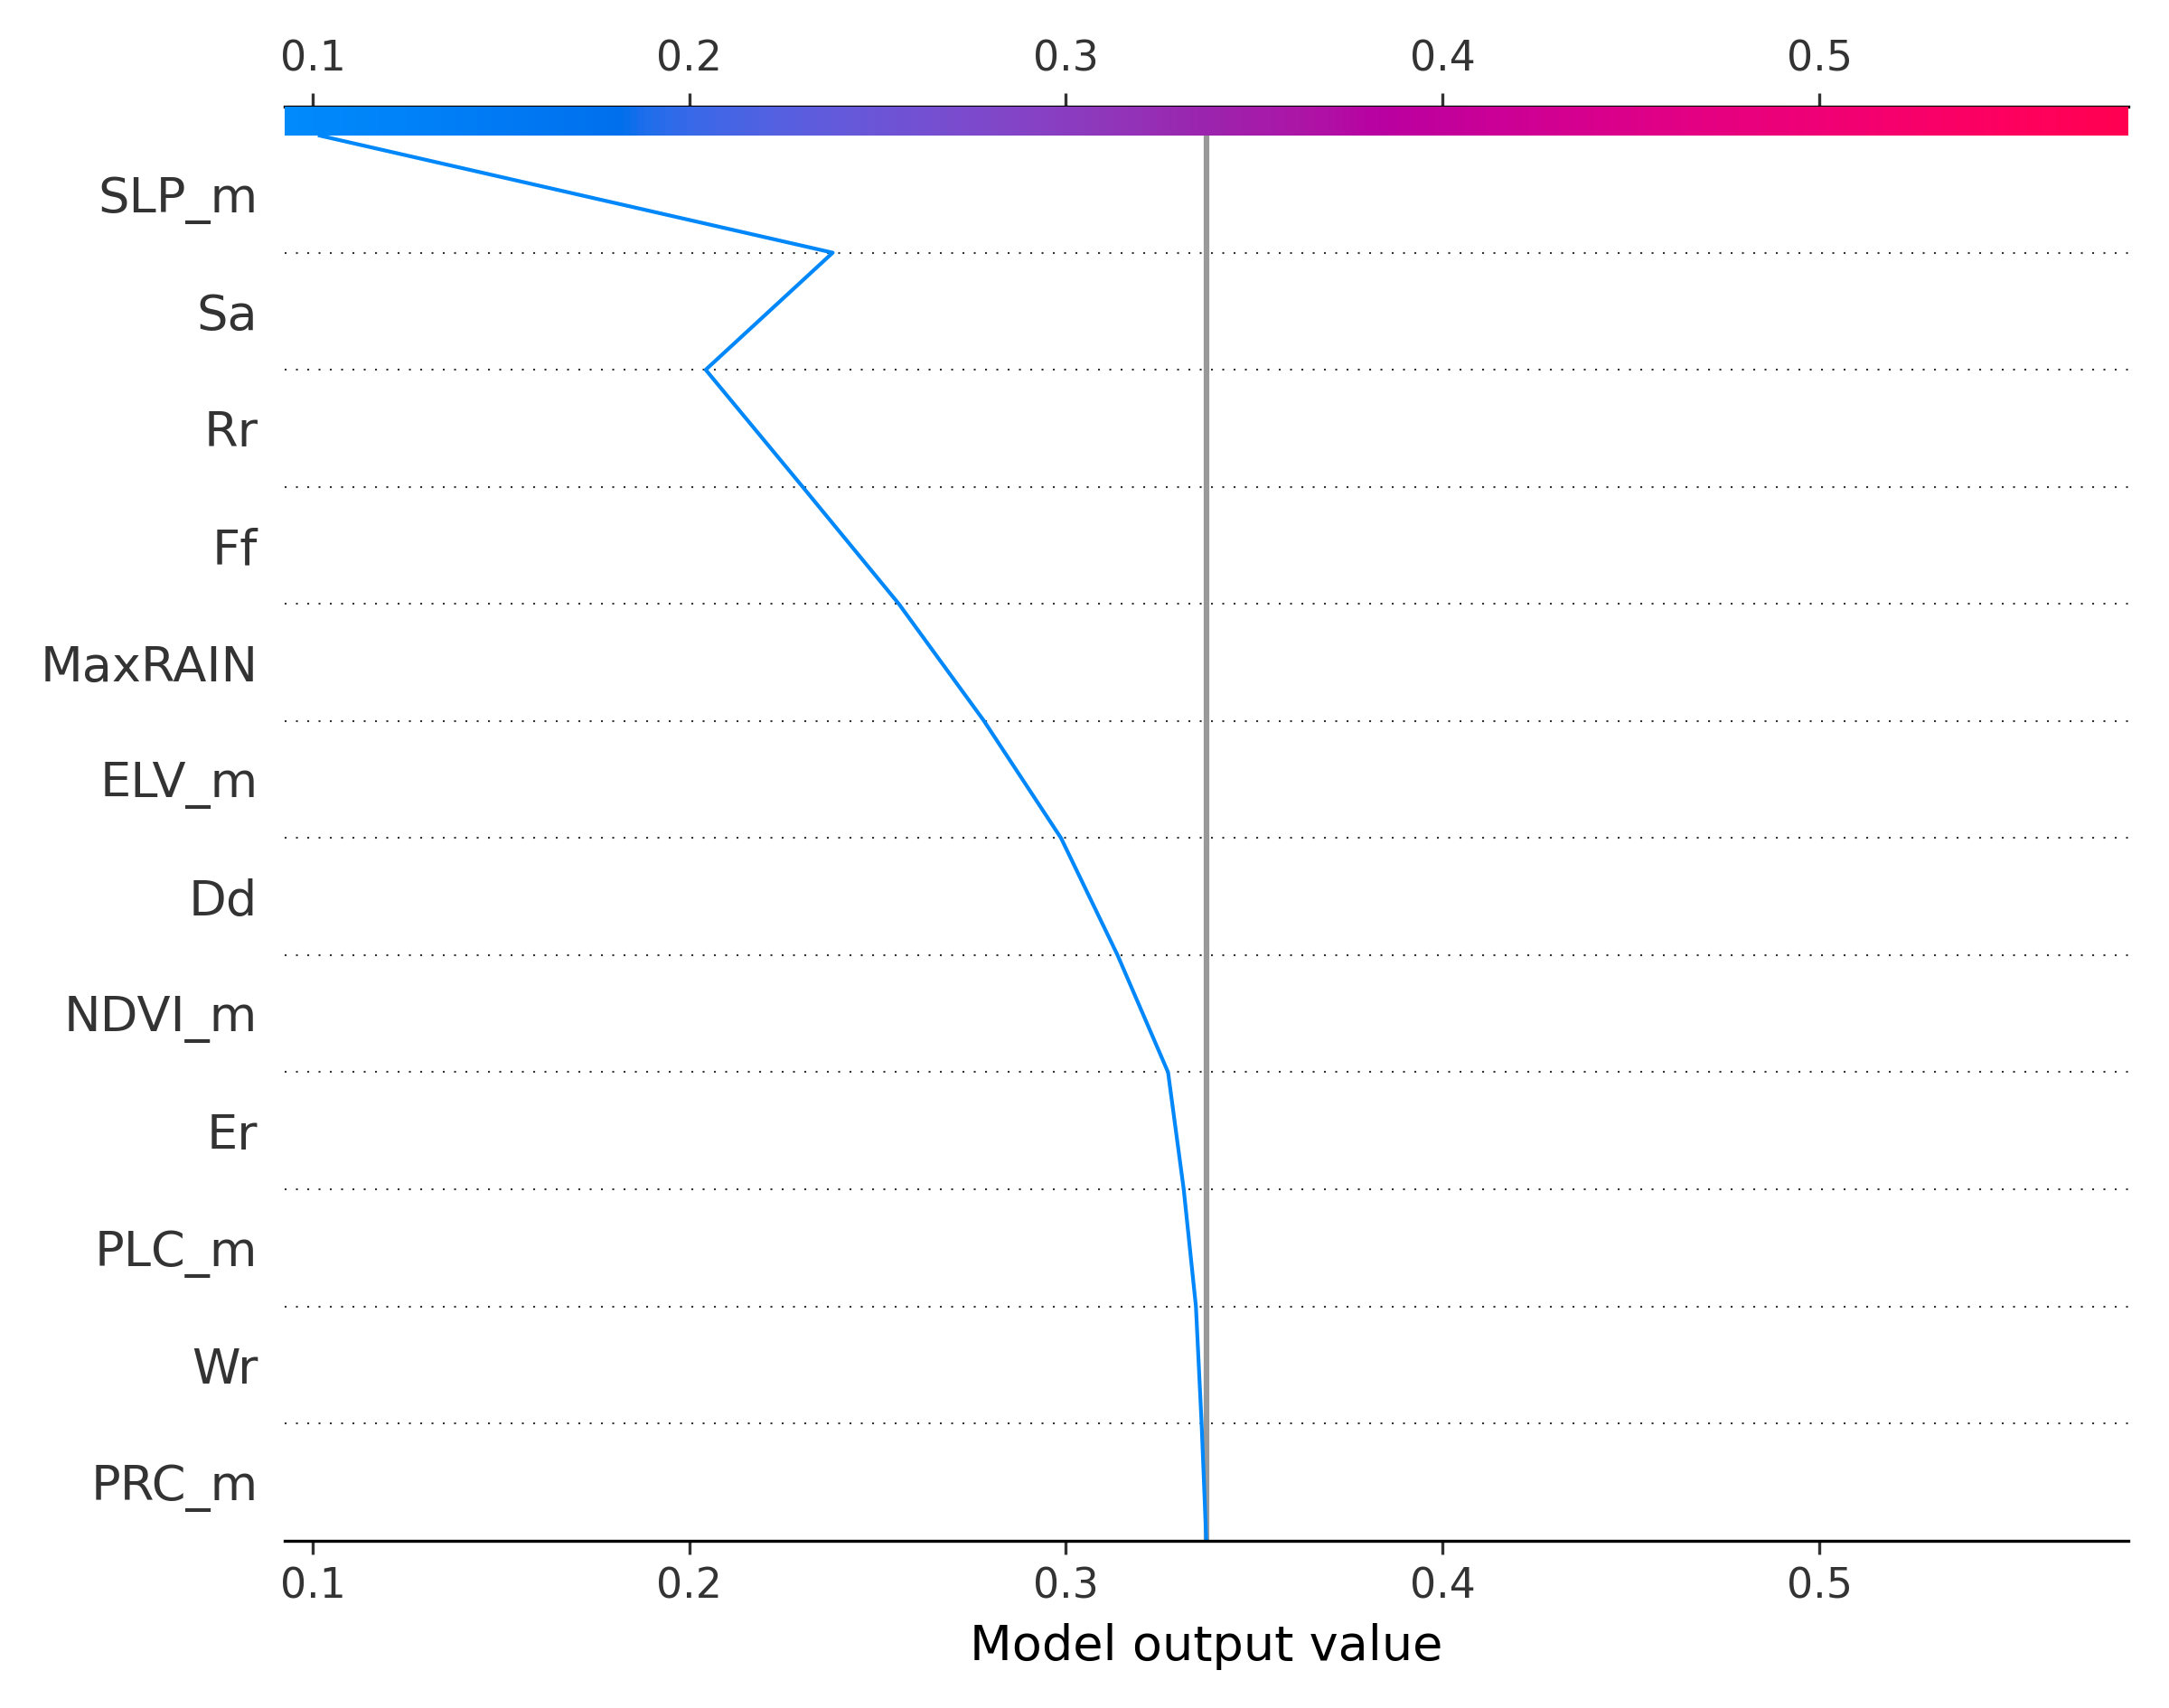 0.1 0.2 0.3 0.4 0.5
SLP_m
Sa
Rr
Ff
MaxRAIN
ELV_m
Dd
NDVI_m
Er
PLC_m
Wr
PRC_m
0.1 0.2 0.3 0.4 0.5
Model output value